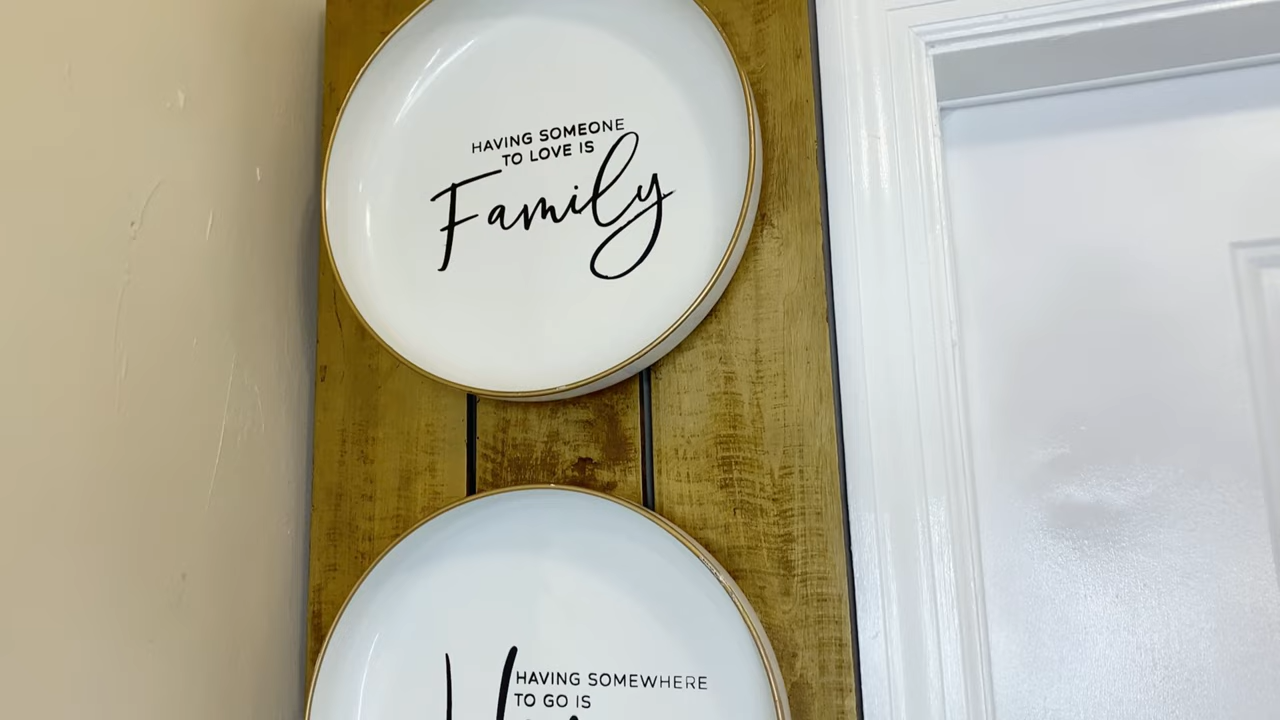 HAVING SOMEONE
TO LOVE IS
Family
HAVING SOMEWHERE
TO GO IS